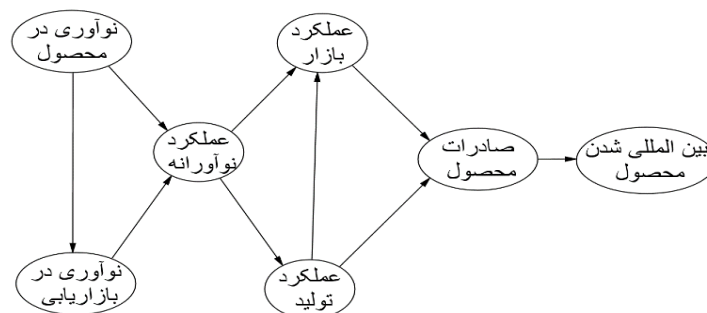 نوآوری در
محصول
عملکرد
بازار
عملکرد
نوآورانه
صادرات
محصول
بین المللی شدن
محصول
نوآوری در
بازاریابی
عملکرد
تولید